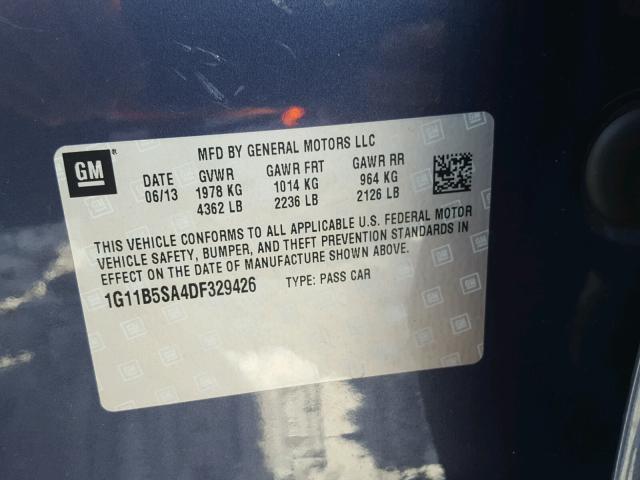 GM
MFD BY GENERAL MOTORS LLC
DATE GVWR GAWR FRT GAWR RR
06/13 1978 KG 1014 KG 964 KG
4362 LB 2236 LB 2126 LB
THIS VEHICLE CONFORMS TO ALL APPLICABLE U.S. FEDERAL MOTOR
VEHICLE SAFETY, BUMPER, AND THEFT PREVENTION STANDARDS IN
EFFECT ON THE DATE OF MANUFACTURE SHOWN ABOVE.
1G11B5SA4DF329426 TYPE: PASS CAR